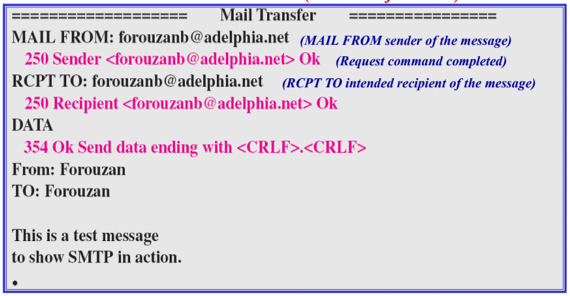 =================== Mail Transfer ================
MAIL FROM: forouzanb@adelphia.net (MAIL FROM sender of the message)
250 Sender <forouzanb@adelphia.net> Ok (Request command completed)
RCPT TO: forouzanb@adelphia.net (RCPT TO intended recipient of the message)
250 Recipient <forouzanb@adelphia.net> Ok
DATA
354 Ok Send data ending with <CRLF>.<CRLF>
From: Forouzan
TO: Forouzan

This is a test message
to show SMTP in action.
.